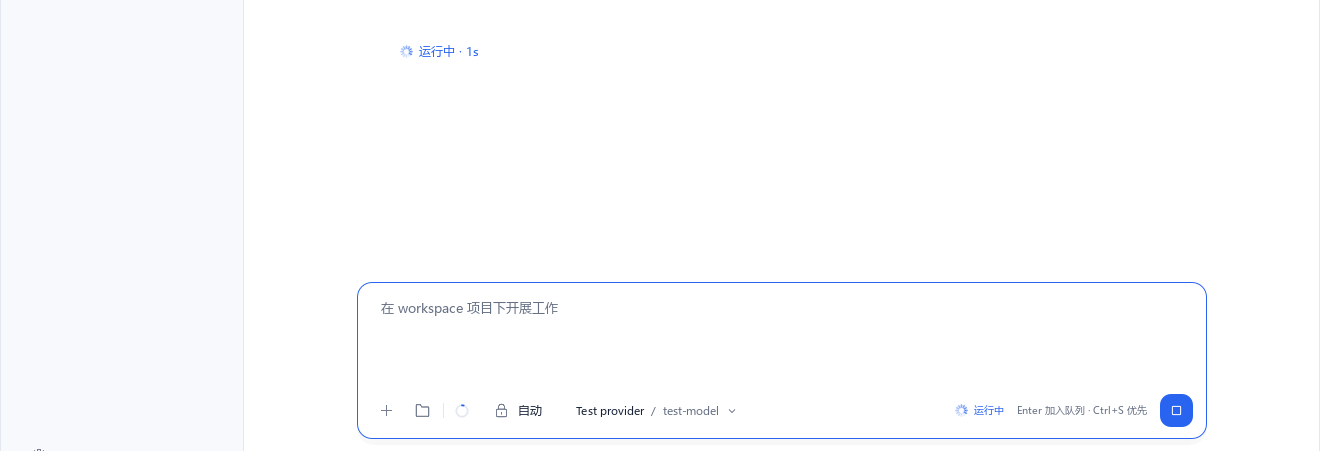 运行中 · 1s
在 workspace 项目下开展工作
自动 Test provider / test-model 运行中 Enter 加入队列 · Ctrl+S 优先